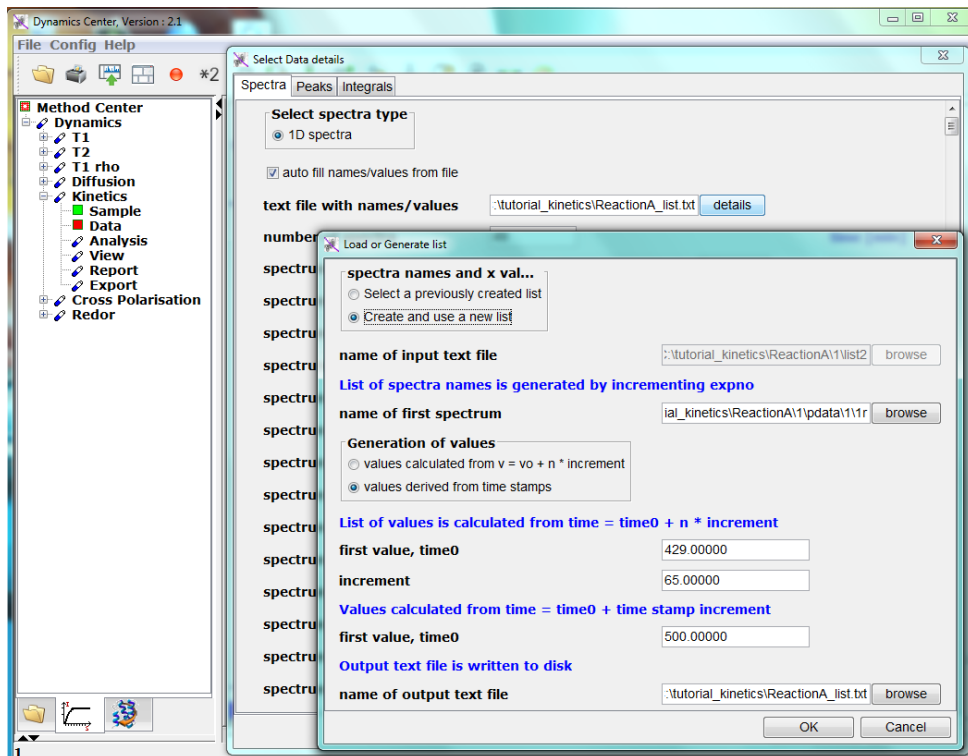 Dynamics Center, Version : 2.1
File Config Help
*2
Method Center
Dynamics
T1
T2
T1 rho
Diffusion
Kinetics
Sample
Data
Analysis
View
Report
Export
Cross Polarisation
Redor
1
Select Data details
Spectra Peaks Integrals
Select spectra type
1D spectra
auto fill names/values from file
text file with names/values :\tutorial_kinetics\ReactionA_list.txt details
number
spectru
spectru
spectru
spectru
spectru
spectru
spectru
spectru
spectru
spectru
spectru
spectru
spectru
spectru
Load or Generate list
spectra names and x val...
Select a previously created list
Create and use a new list
name of input text file :\tutorial_kinetics\ReactionA\1\list2 browse
List of spectra names is generated by incrementing expno
name of first spectrum ial_kinetics\ReactionA\1\pdata\1\1r browse
Generation of values
values calculated from v = vo + n * increment
values derived from time stamps
List of values is calculated from time = time0 + n * increment
first value, time0 429.00000
increment 65.00000
Values calculated from time = time0 + time stamp increment
first value, time0 500.00000
Output text file is written to disk
name of output text file :\tutorial_kinetics\ReactionA_list.txt browse
OK Cancel